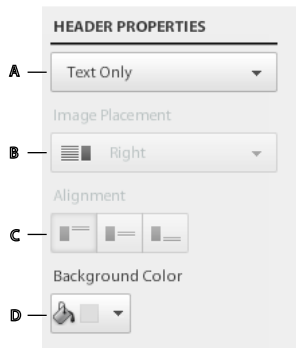 HEADER PROPERTIES
A Text Only
Image Placement
B Right
Alignment
C
Background Color
D